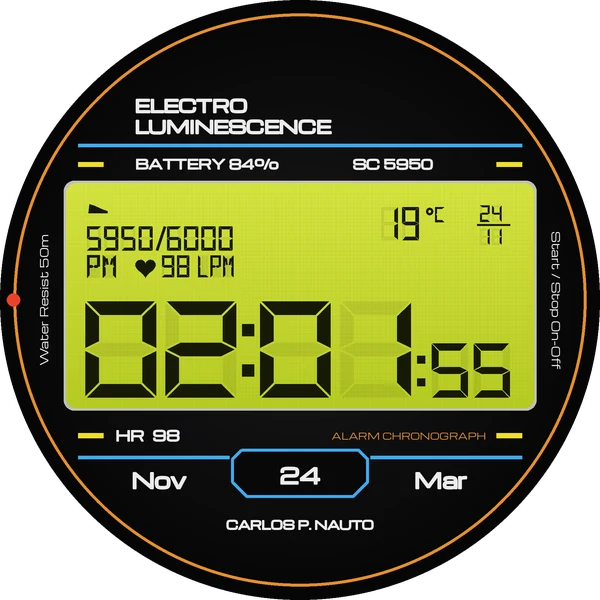 ELECTRO
LUMINESCENCE
BATTERY 84% SC 5950
19°C 24
11
5950/6000
PM 98 LPM
02:01:55
Water Resist 50m
Start / Stop On-Off
HR 98 ALARM CHRONOGRAPH
Nov 24 Mar
CARLOS P. NAUTO